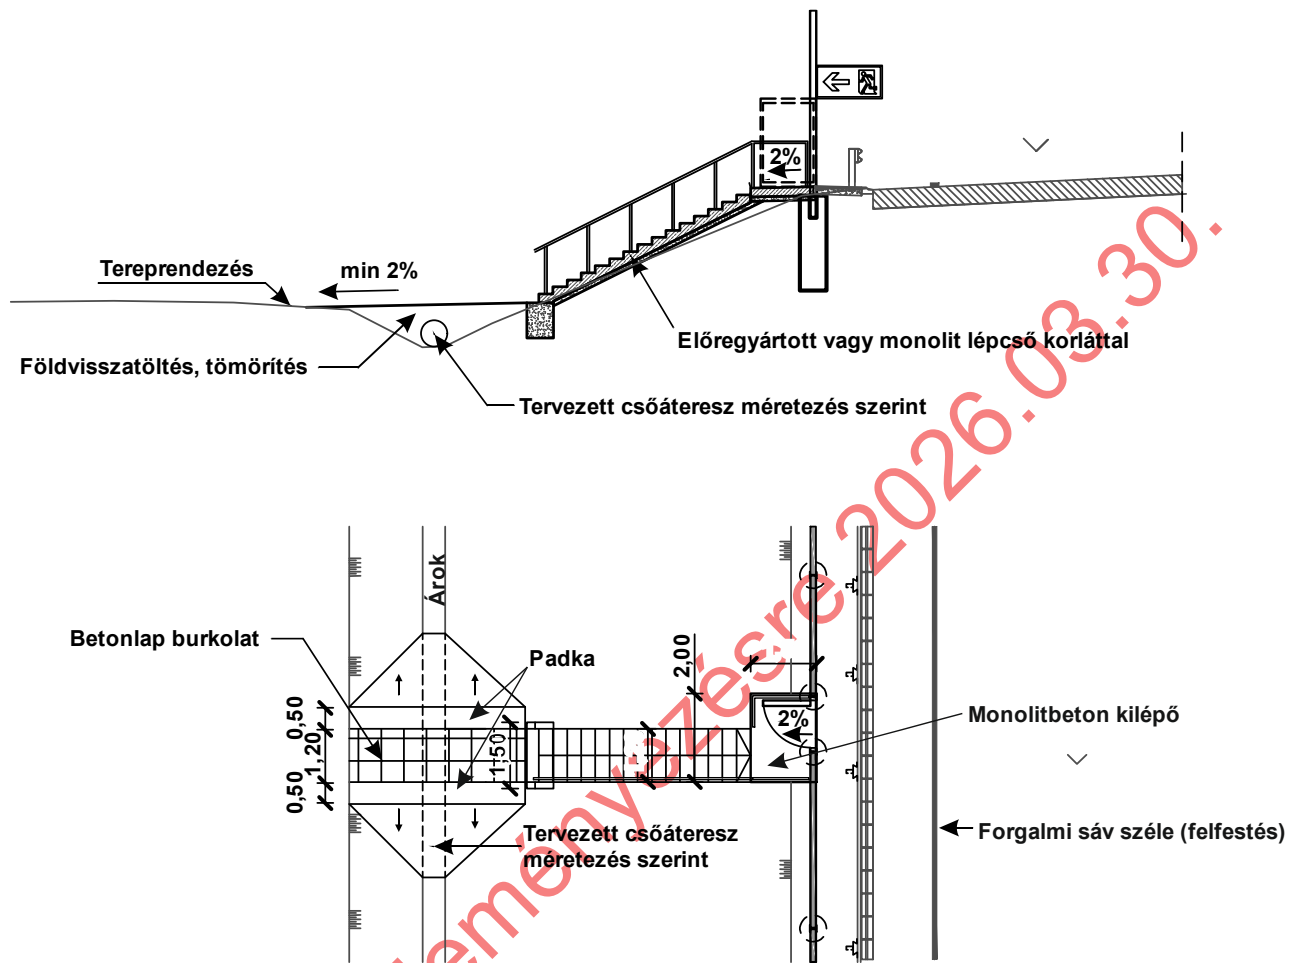 2%
Tereprendezés
min 2%
Előregyártott vagy monolit lépcső korláttal
Földvisszatöltés, tömörítés
Tervezett csőáteresz méretezés szerint
Árok
Betonlap burkolat
Padka
2,00
0,50
1,20
0,50
1,50
2%
Monolitbeton kilépő
Tervezett csőáteresz
méretezés szerint
Forgalmi sáv széle (felfestés)
leményezésre 2026.03.30.